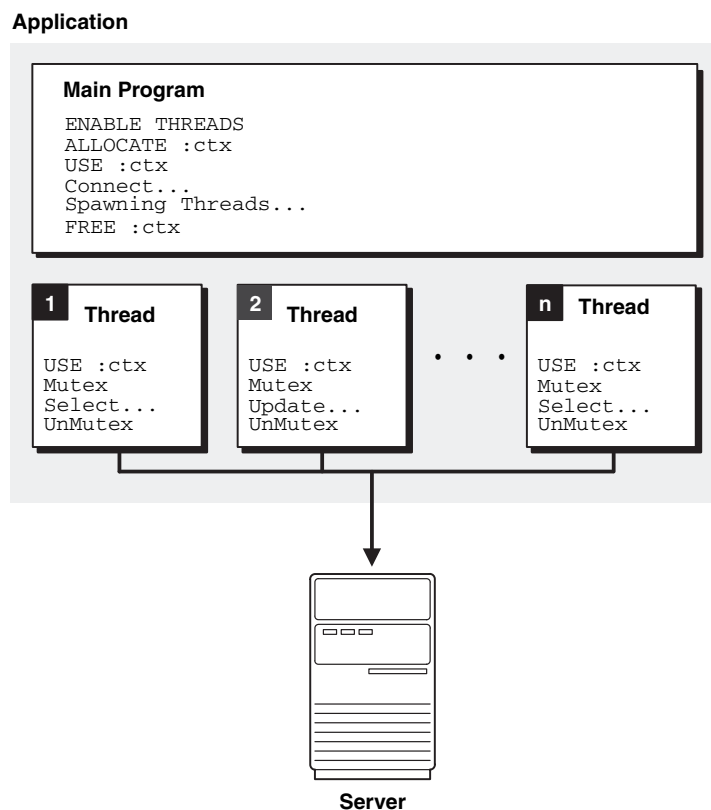 Application
Main Program
ENABLE THREADS
ALLOCATE :ctx
USE :ctx
Connect...
Spawning Threads...
FREE :ctx
1 Thread
USE :ctx
Mutex
Select...
UnMutex
2 Thread
USE :ctx
Mutex
Update...
UnMutex
. . .
n Thread
USE :ctx
Mutex
Select...
UnMutex
Server